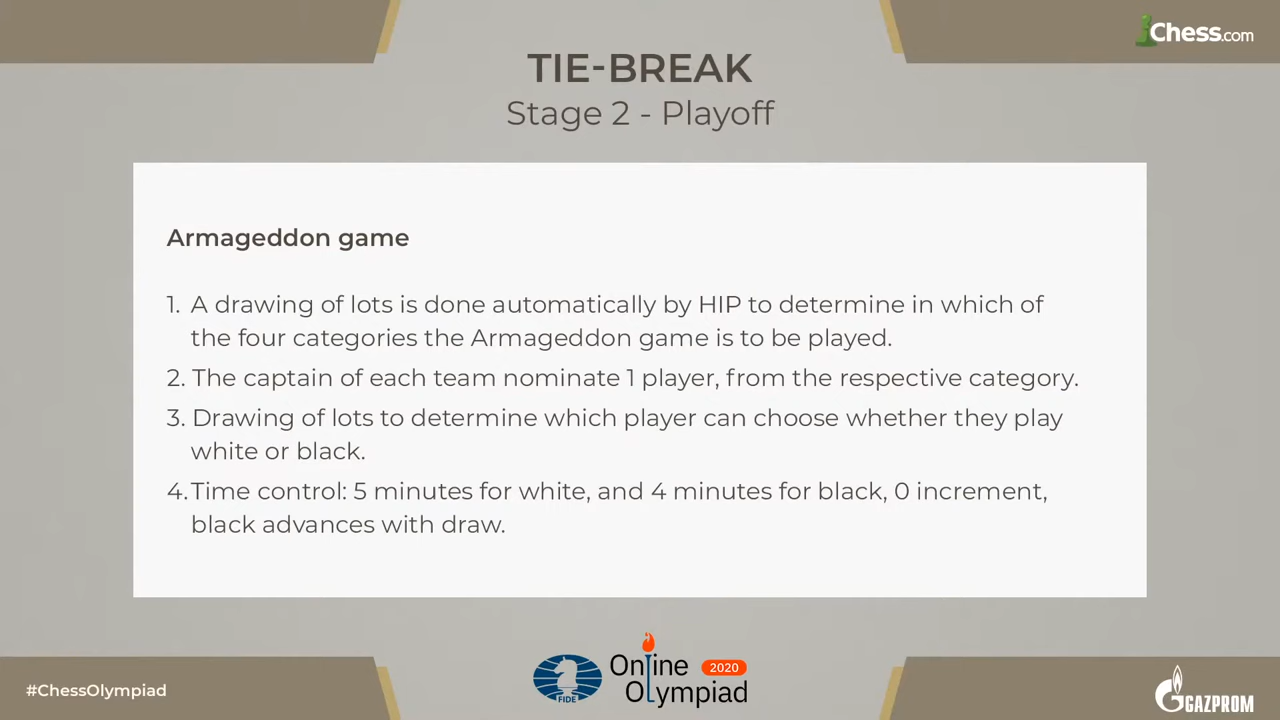 Chess.com
TIE-BREAK
Stage 2 - Playoff
Armageddon game
1. A drawing of lots is done automatically by HIP to determine in which of
the four categories the Armageddon game is to be played.
2. The captain of each team nominate 1 player, from the respective category.
3. Drawing of lots to determine which player can choose whether they play
white or black.
4. Time control: 5 minutes for white, and 4 minutes for black, 0 increment,
black advances with draw.
#ChessOlympiad
FIDE
Online 2020
Olympiad
GAZPROM